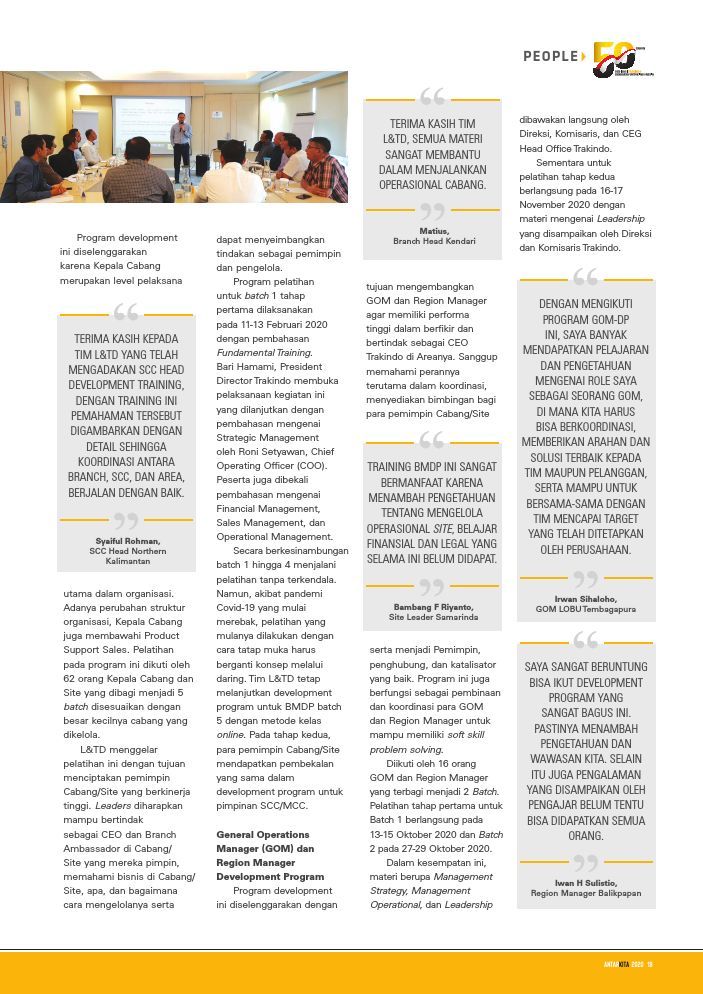 PEOPLE
50
Program development
ini diselenggarakan
karena Kepala Cabang
merupakan level pelaksana
TERIMA KASIH KEPADA
TIM L&TD YANG TELAH
MENGADAKAN SCC HEAD
DEVELOPMENT TRAINING,
DENGAN TRAINING INI
PEMAHAMAN TERSEBUT
DIGAMBARKAN DENGAN
DETAIL SEHINGGA
KOORDINASI ANTARA
BRANCH, SCC, DAN AREA,
BERJALAN DENGAN BAIK.
Syaiful Rohman,
SCC Head Northern
Kalimantan
utama dalam organisasi.
Adanya perubahan struktur
organisasi, Kepala Cabang
juga membawahi Product
Support Sales. Pelatihan
pada program ini dikuti oleh
62 orang Kepala Cabang dan
Site yang dibagi menjadi 5
batch disesuaikan dengan
besar kecilnya cabang yang
dikelola.
L&TD menggelar
pelatihan ini dengan tujuan
menciptakan pemimpin
Cabang/Site yang berkinerja
tinggi. Leaders diharapkan
mampu bertindak
sebagai CEO dan Branch
Ambassador di Cabang/
Site yang mereka pimpin,
memahami bisnis di Cabang/
Site, apa, dan bagaimana
cara mengelolanya serta
dapat menyeimbangkan
tindakan sebagai pemimpin
dan pengelola.
Program pelatihan
untuk batch 1 tahap
pertama dilaksanakan
pada 11-13 Februari 2020
dengan pembahasan
Fundamental Training.
Bari Hamami, President
Director Trakindo membuka
pelaksanaan kegiatan ini
yang dilanjutkan dengan
pembahasan mengenai
Strategic Management
oleh Roni Setyawan, Chief
Operating Officer (COO).
Peserta juga dibekali
pembahasan mengenai
Financial Management,
Sales Management, dan
Operational Management.
Secara berkesinambungan
batch 1 hingga 4 menjalani
pelatihan tanpa terkendala.
Namun, akibat pandemi
Covid-19 yang mulai
merebak, pelatihan yang
mulanya dilakukan dengan
cara tatap muka harus
berganti konsep melalui
daring. Tim L&TD tetap
melanjutkan development
program untuk BMDP batch
5 dengan metode kelas
online. Pada tahap kedua,
para pemimpin Cabang/Site
mendapatkan pembekalan
yang sama dalam
development program untuk
pimpinan SCC/MCC.
General Operations
Manager (GOM) dan
Region Manager
Development Program
Program development
ini diselenggarakan dengan
TERIMA KASIH TIM
L&TD, SEMUA MATERI
SANGAT MEMBANTU
DALAM MENJALANKAN
OPERASIONAL CABANG.
Matius,
Branch Head Kendari
tujuan mengembangkan
GOM dan Region Manager
agar memiliki performa
tinggi dalam berfikir dan
bertindak sebagai CEO
Trakindo di Areanya. Sanggup
memahami perannya
terutama dalam koordinasi,
menyediakan bimbingan bagi
para pemimpin Cabang/Site
TRAINING BMDP INI SANGAT
BERMANFAAT KARENA
MENAMBAH PENGETAHUAN
TENTANG MENGELOLA
OPERASIONAL SITE, BELAJAR
FINANSIAL DAN LEGAL YANG
SELAMA INI BELUM DIDAPAT.
Bambang F Riyanto,
Site Leader Samarinda
serta menjadi Pemimpin,
penghubung, dan katalisator
yang baik. Program ini juga
berfungsi sebagai pembinaan
dan koordinasi para GOM
dan Region Manager untuk
mampu memiliki soft skill
problem solving.
Diikuti oleh 16 orang
GOM dan Region Manager
yang terbagi menjadi 2 Batch.
Pelatihan tahap pertama untuk
Batch 1 berlangsung pada
13-15 Oktober 2020 dan Batch
2 pada 27-29 Oktober 2020.
Dalam kesempatan ini,
materi berupa Management
Strategy, Management
Operational, dan Leadership
dibawakan langsung oleh
Direksi, Komisaris, dan CEG
Head Office Trakindo.
Sementara untuk
pelatihan tahap kedua
berlangsung pada 16-17
November 2020 dengan
materi mengenai Leadership
yang disampaikan oleh Direksi
dan Komisaris Trakindo.
DENGAN MENGIKUTI
PROGRAM GOM-DP
INI, SAYA BANYAK
MENDAPATKAN PELAJARAN
DAN PENGETAHUAN
MENGENAI ROLE SAYA
SEBAGAI SEORANG GOM,
DI MANA KITA HARUS
BISA BERKOORDINASI,
MEMBERIKAN ARAHAN DAN
SOLUSI TERBAIK KEPADA
TIM MAUPUN PELANGGAN,
SERTA MAMPU UNTUK
BERSAMA-SAMA DENGAN
TIM MENCAPAI TARGET
YANG TELAH DITETAPKAN
OLEH PERUSAHAAN.
Irwan Sihaloho,
GOM LOBU Tembagapura
SAYA SANGAT BERUNTUNG
BISA IKUT DEVELOPMENT
PROGRAM YANG
SANGAT BAGUS INI.
PASTINYA MENAMBAH
PENGETAHUAN DAN
WAWASAN KITA. SELAIN
ITU JUGA PENGALAMAN
YANG DISAMPAIKAN OLEH
PENGAJAR BELUM TENTU
BISA DIDAPATKAN SEMUA
ORANG.
Iwan H Sulistio,
Region Manager Balikpapan
ANTARKITA 2020 19